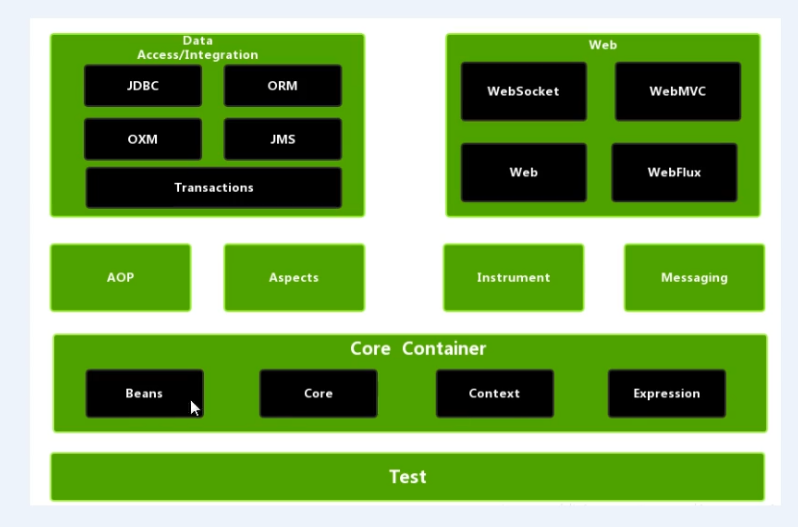 Data
Access/Integration
JDBC
ORM
OXM
JMS
Transactions
Web
WebSocket
WebMVC
Web
WebFlux
AOP
Aspects
Instrument
Messaging
Core Container
Beans
Core
Context
Expression
Test